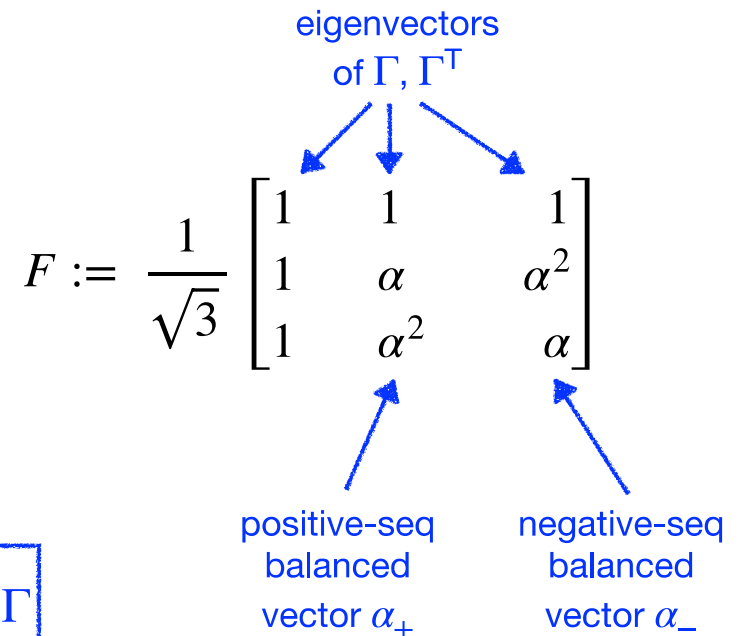 eigenvectors
of Γ, Γᵀ
1 1 1
F := 1/√3 [1 α α²]
1 α² α
positive-seq negative-seq
balanced balanced
Γ vector α₊ vector α₋